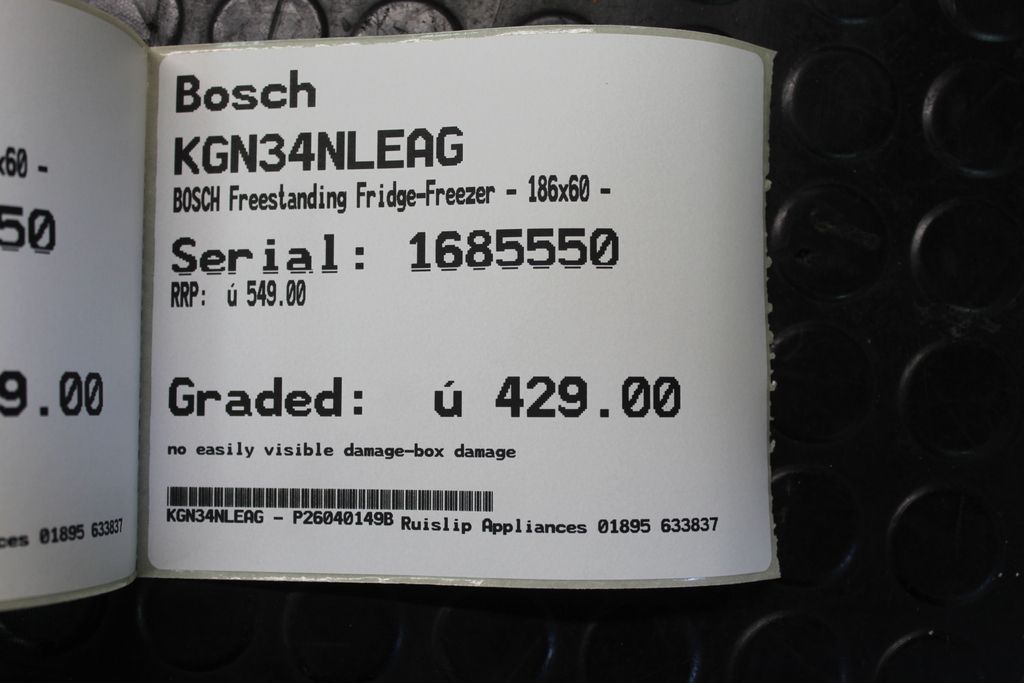 x60 -
50
9.00
ces 01895 633837
Bosch
KGN34NLEAG
BOSCH Freestanding Fridge-Freezer - 186x60 -
Serial: 1685550
RRP: ú 549.00
Graded: ú 429.00
no easily visible damage-box damage
KGN34NLEAG - P26040149B Ruislip Appliances 01895 633837